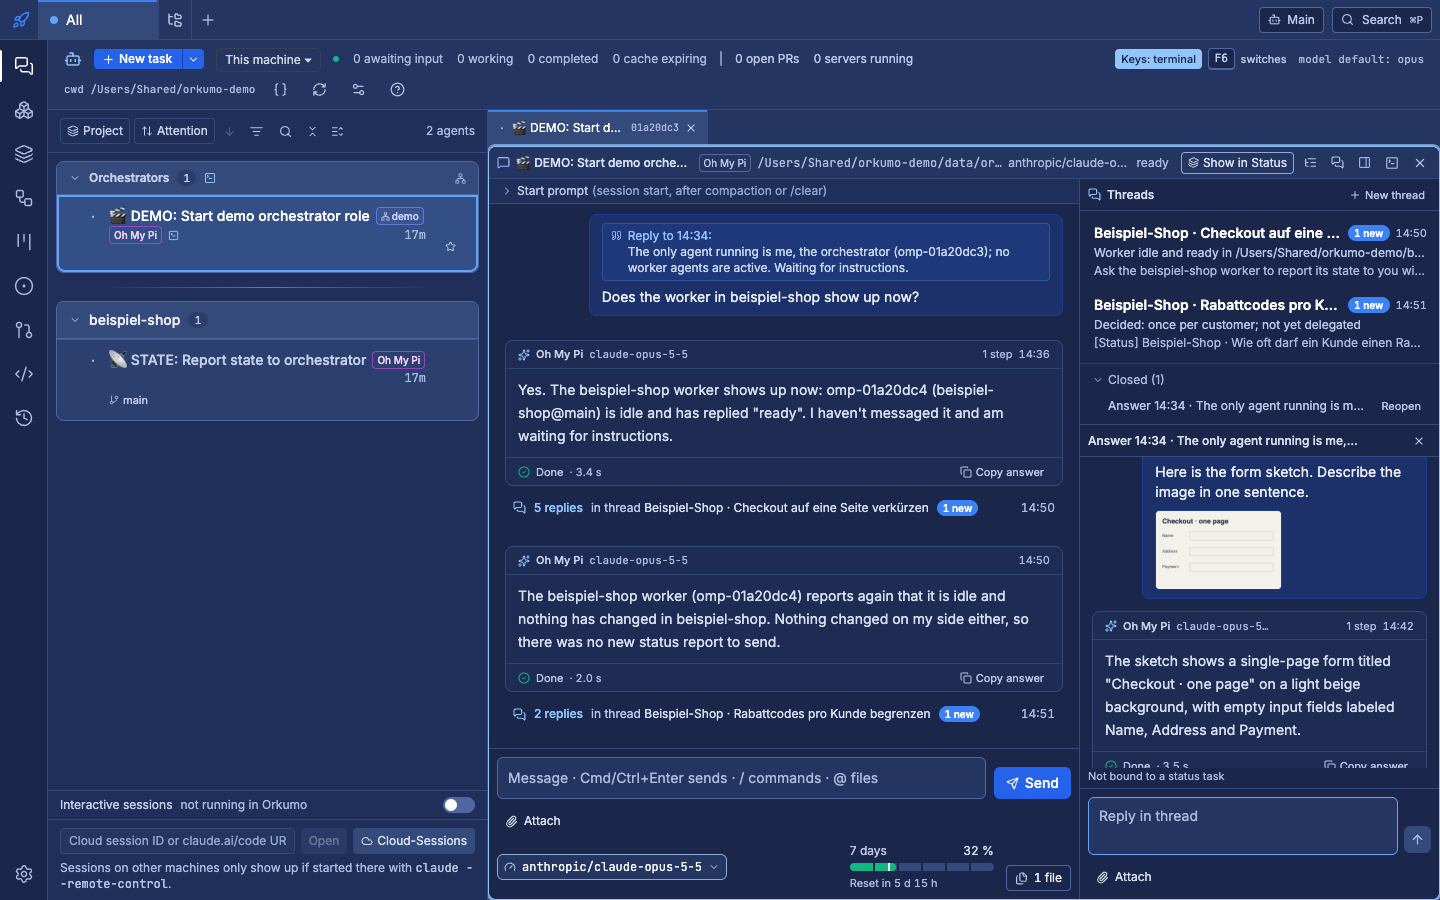 All
Main
Search ⌘P
New task
This machine
0 awaiting input
0 working
0 completed
0 cache expiring
0 open PRs
0 servers running
Keys: terminal
F6
switches
model default: opus
cwd /Users/Shared/orkumo-demo
Project
Attention
2 agents
Orchestrators 1
DEMO: Start demo orchestrator role
demo
Oh My Pi
17m
beispiel-shop 1
STATE: Report state to orchestrator
Oh My Pi
17m
main
Interactive sessions not running in Orkumo
Cloud session ID or claude.ai/code UR
Open
Cloud-Sessions
Sessions on other machines only show up if started there with claude -
-remote-control.
DEMO: Start d... 01a20dc3
DEMO: Start demo orche... Oh My Pi /Users/Shared/orkumo-demo/data/or... anthropic/claude-o... ready
Show in Status
Start prompt (session start, after compaction or /clear)
Reply to 14:34:
The only agent running is me, the orchestrator (omp-01a20dc3); no
worker agents are active. Waiting for instructions.
Does the worker in beispiel-shop show up now?
Oh My Pi claude-opus-5-5 1 step 14:36
Yes. The beispiel-shop worker shows up now: omp-01a20dc4 (beispiel-
shop@main) is idle and has replied "ready". I haven't messaged it and am
waiting for instructions.
Done · 3.4 s
Copy answer
5 replies in thread Beispiel-Shop · Checkout auf eine Seite verkürzen 1 new 14:50
Oh My Pi claude-opus-5-5 14:50
The beispiel-shop worker (omp-01a20dc4) reports again that it is idle and
nothing has changed in beispiel-shop. Nothing changed on my side either, so
there was no new status report to send.
Done · 2.0 s
Copy answer
2 replies in thread Beispiel-Shop · Rabattcodes pro Kunde begrenzen 1 new 14:51
Message · Cmd/Ctrl+Enter sends · / commands · @ files
Send
Attach
anthropic/claude-opus-5-5
7 days 32 %
Reset in 5 d 15 h
1 file
Threads
New thread
Beispiel-Shop · Checkout auf eine ... 1 new 14:50
Worker idle and ready in /Users/Shared/orkumo-demo/b...
Ask the beispiel-shop worker to report its state to you wi...
Beispiel-Shop · Rabattcodes pro K... 1 new 14:51
Decided: once per customer; not yet delegated
[Status] Beispiel-Shop · Wie oft darf ein Kunde einen Ra...
Closed (1)
Answer 14:34 · The only agent running is m... Reopen
Answer 14:34 · The only agent running is me,...
Here is the form sketch. Describe the
image in one sentence.
Checkout · one page
Name
Address
Payment
Oh My Pi claude-opus-5... 1 step 14:42
The sketch shows a single-page form titled
"Checkout · one page" on a light beige
background, with empty input fields labeled
Name, Address and Payment.
Done · 3.5 s
Copy answer
Not bound to a status task
Reply in thread
Attach